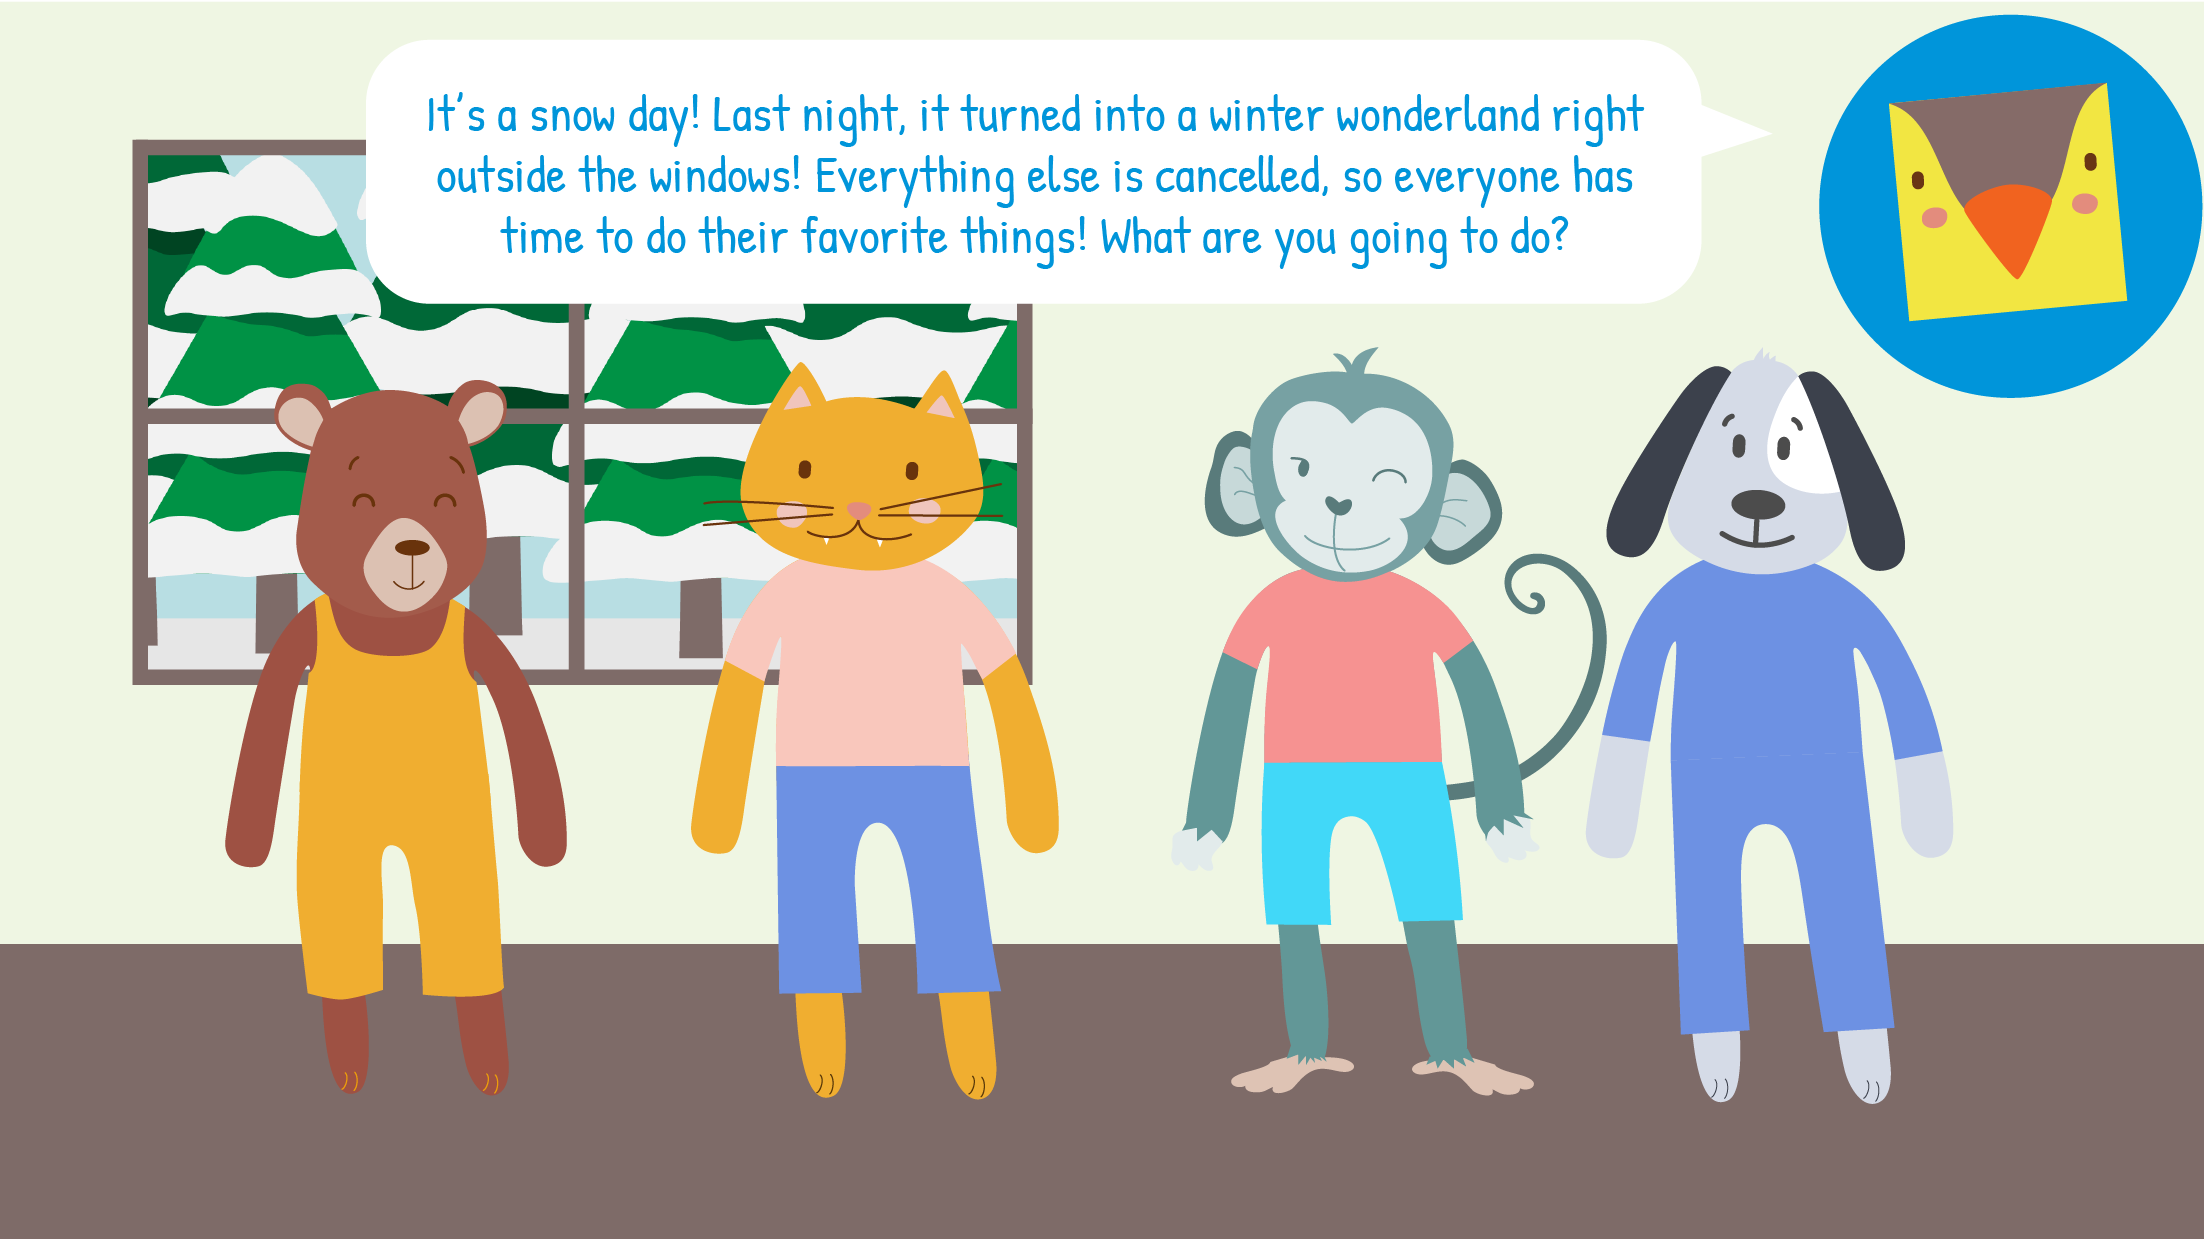 It's a snow day! Last night, it turned into a winter wonderland right
outside the windows! Everything else is cancelled, so everyone has
time to do their favorite things! What are you going to do?